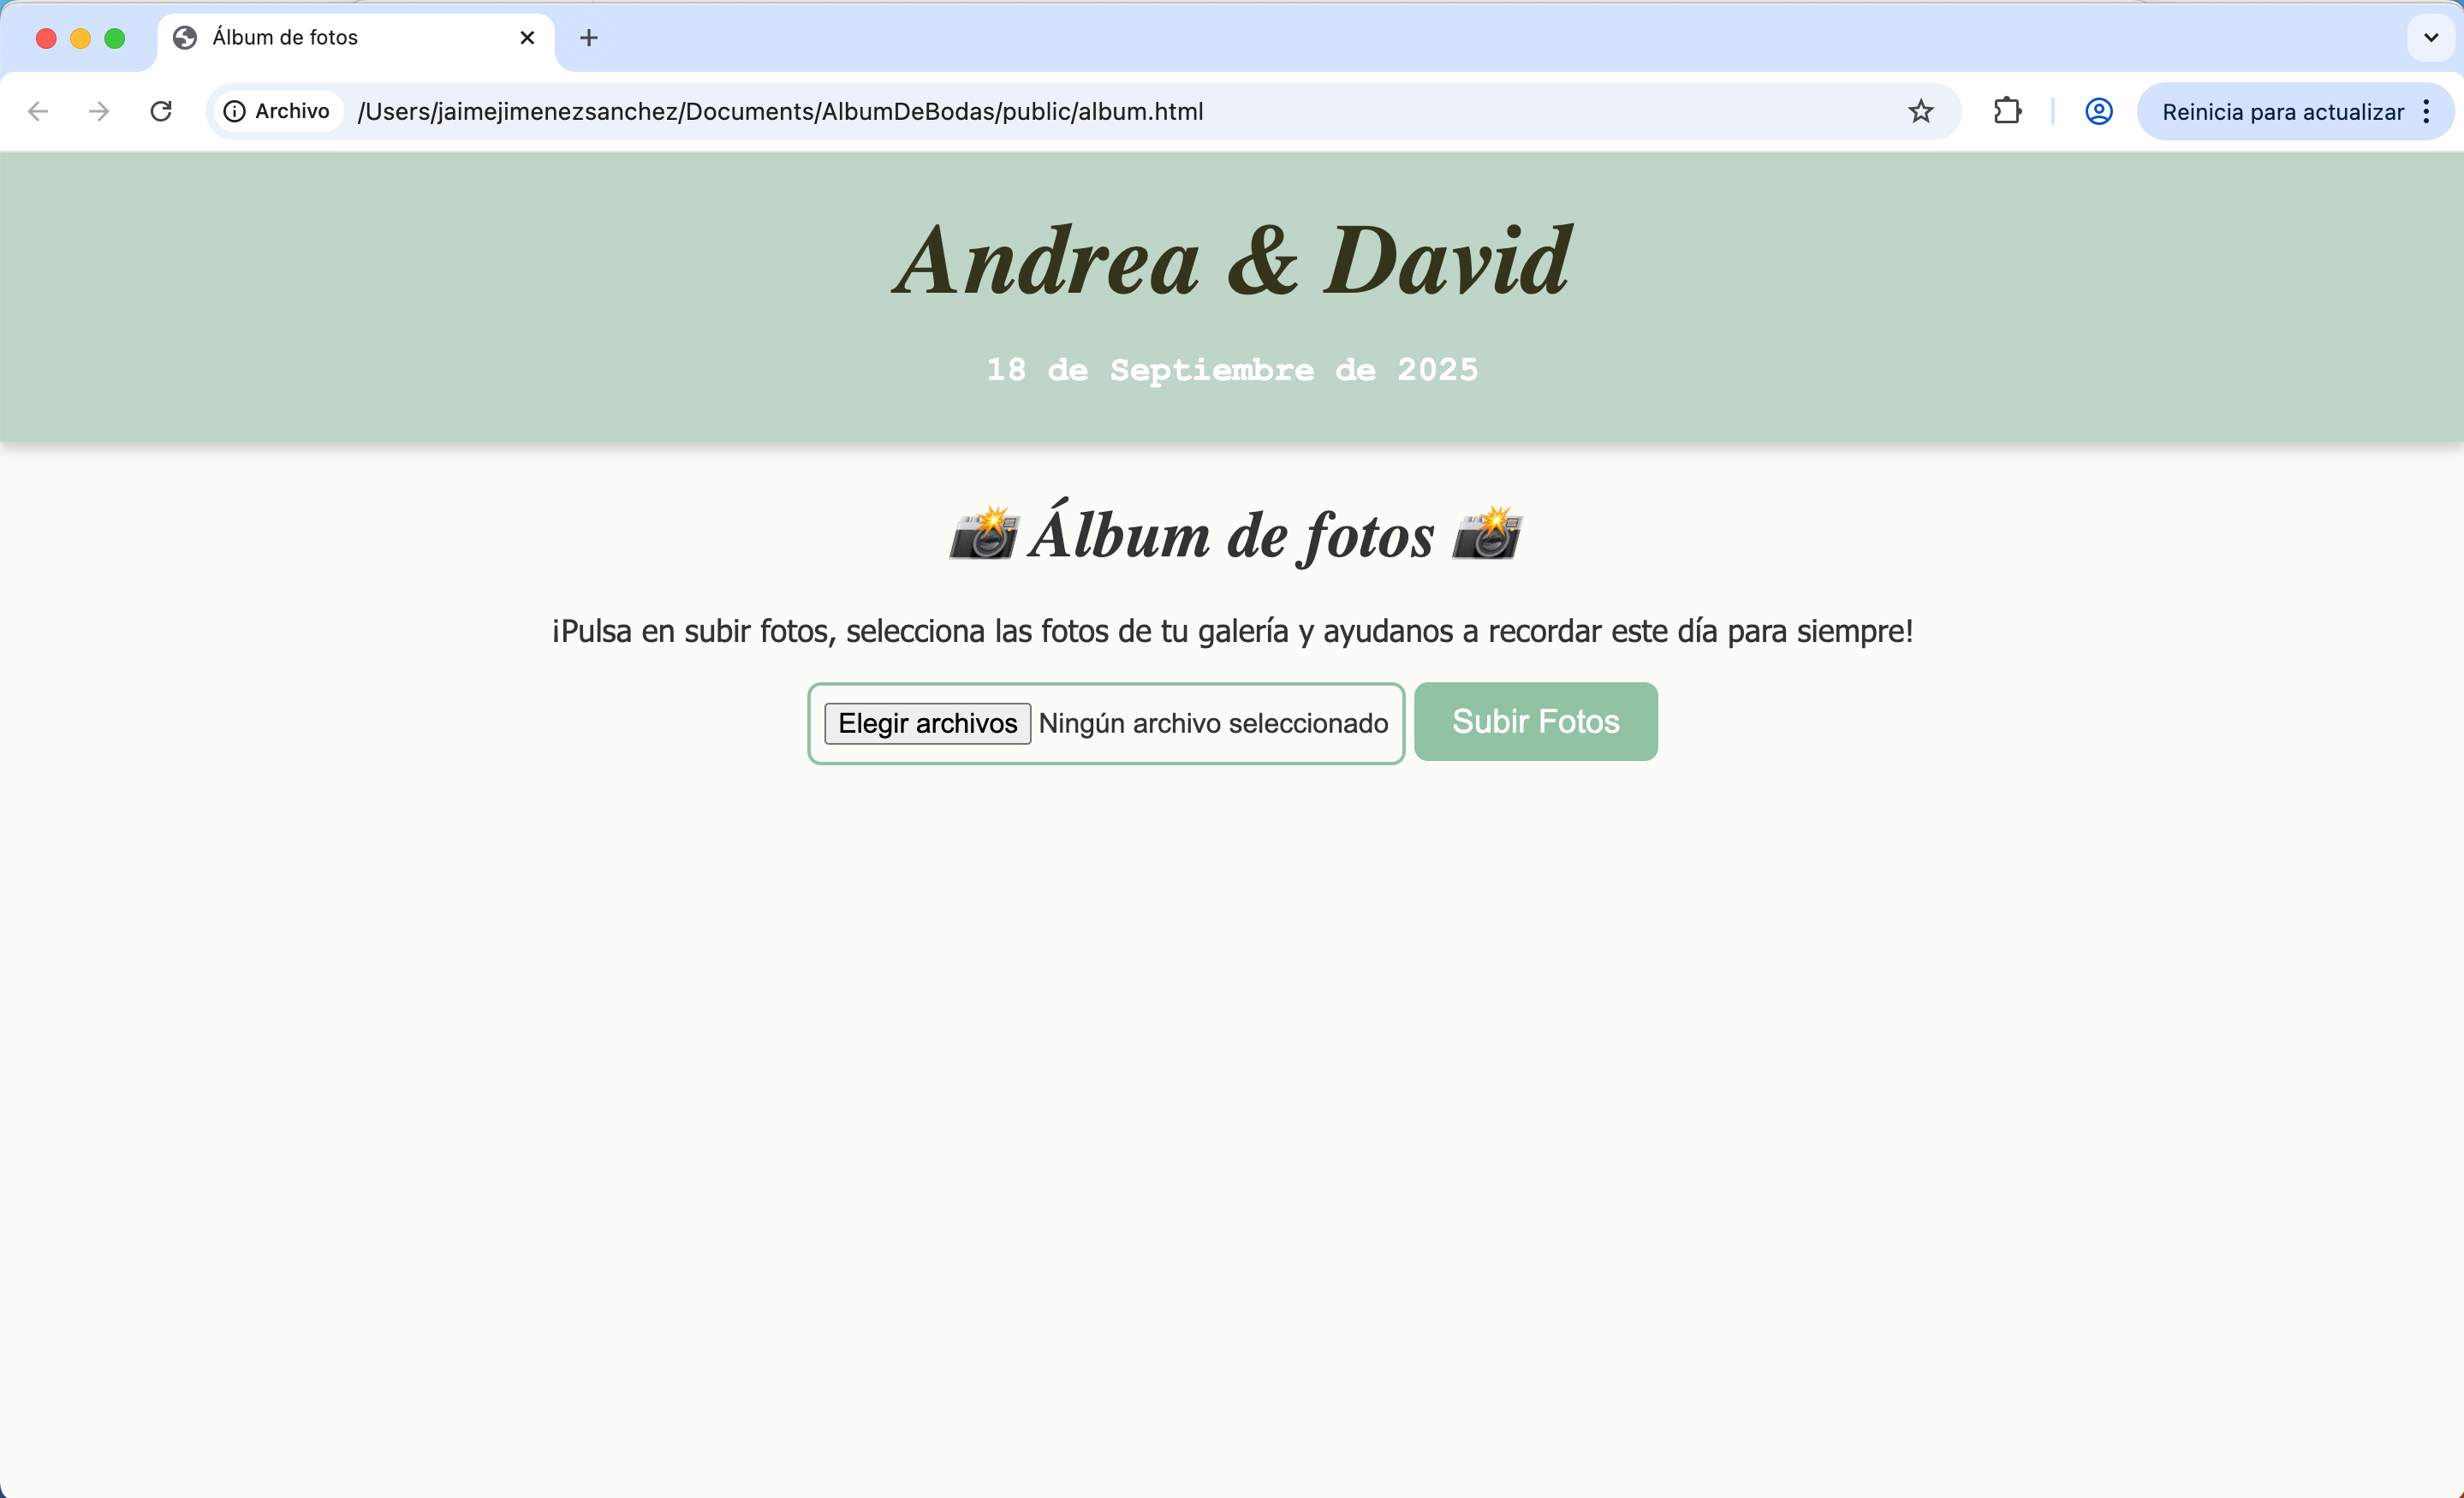 Álbum de fotos
Archivo /Users/jaimejimenezsanchez/Documents/AlbumDeBodas/public/album.html Reinicia para actualizar
Andrea & David
18 de Septiembre de 2025
📸 Álbum de fotos 📸
¡Pulsa en subir fotos, selecciona las fotos de tu galería y ayudanos a recordar este día para siempre!
Elegir archivos Ningún archivo seleccionado Subir Fotos